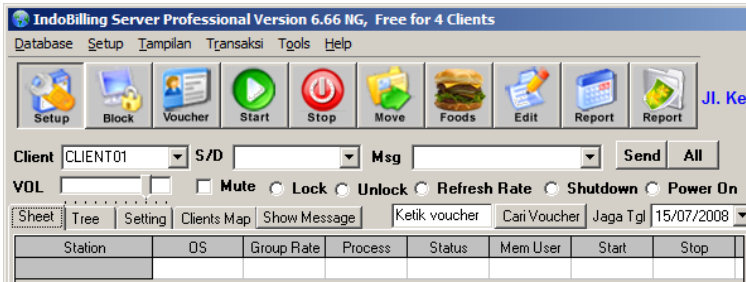 IndoBilling Server Professional Version 6.66 NG, Free for 4 Clients
Database Setup Tampilan Transaksi Tools Help
Setup Block Voucher Start Stop Move Foods Edit Report Report Jl. Ke
Client CLIENT01 S/D Msg Send All
VOL Mute Lock Unlock Refresh Rate Shutdown Power On
Sheet Tree Setting Clients Map Show Message Ketik voucher Cari Voucher Jaga Tgl 15/07/2008
Station OS Group Rate Process Status Mem User Start Stop